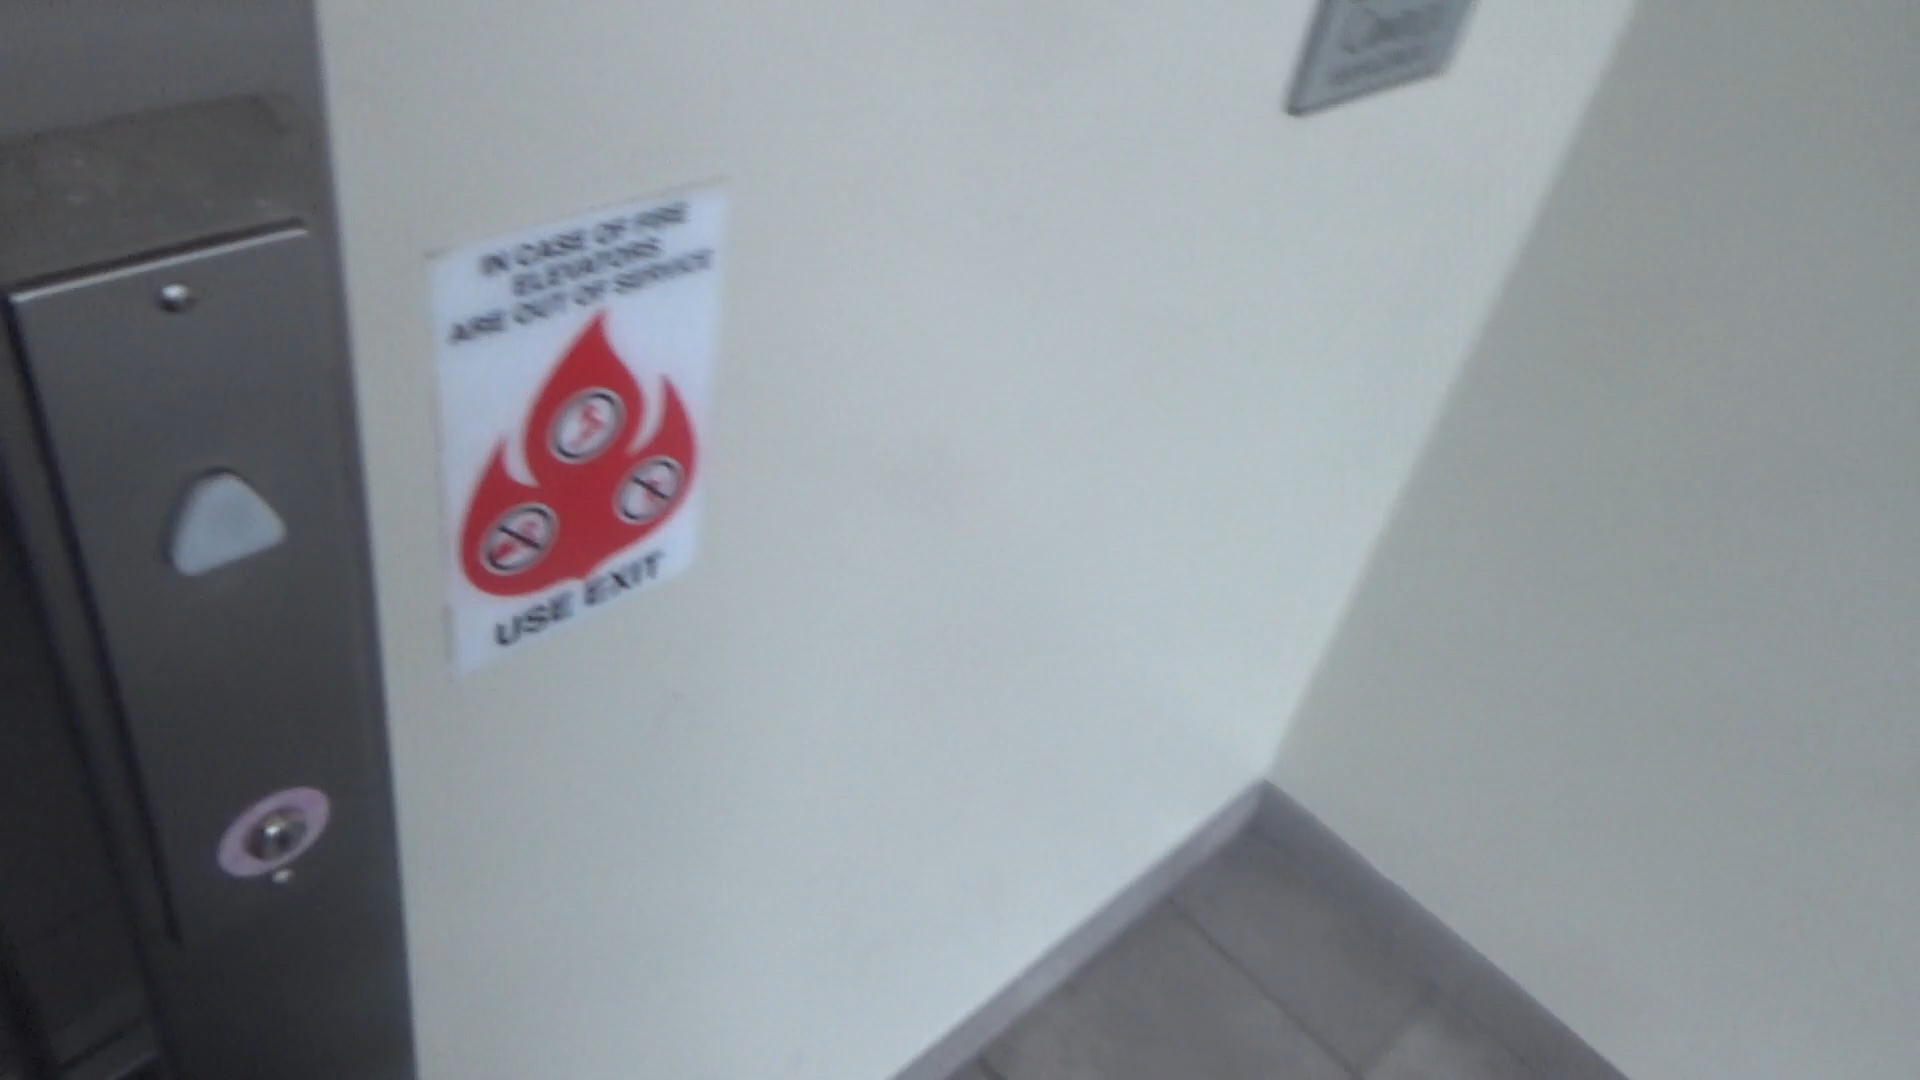 IN CASE OF FIRE
ELEVATORS
ARE OUT OF SERVICE
USE EXIT